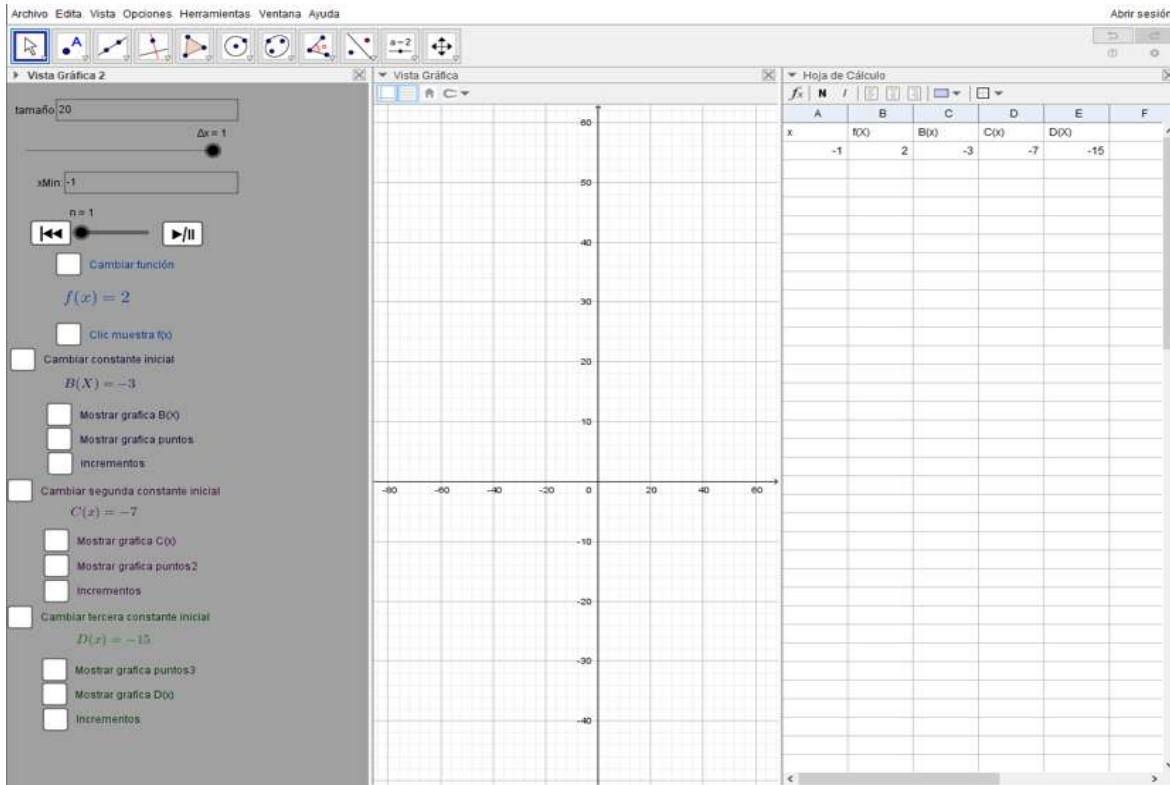 Archivo Edita Vista Opciones Herramientas Ventana Ayuda
Abrir sesión
A
a=2
Vista Gráfica 2
tamaño 20
Δx = 1
xMin: -1
n = 1
Cambiar función
f(x) = 2
Clic muestra f(x)
Cambiar constante inicial
B(X) = −3
Mostrar grafica B(X)
Mostrar grafica puntos
Incrementos
Cambiar segunda constante inicial
C(x) = −7
Mostrar grafica C(x)
Mostrar grafica puntos2
Incrementos
Cambiar tercera constante inicial
D(x) = −15
Mostrar grafica puntos3
Mostrar grafica D(x)
Incrementos
Vista Gráfica
60
50
40
30
20
10
-80 -60 -40 -20 0 20 40 60
-10
-20
-30
-40
Hoja de Cálculo
fx N I
A B C D E F
x f(X) B(x) C(x) D(X)
-1 2 -3 -7 -15